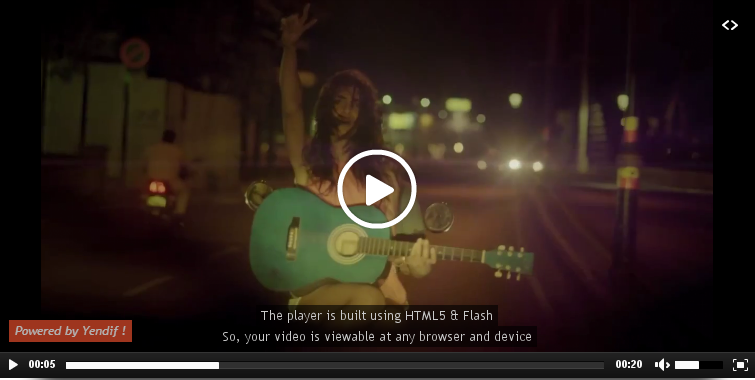 The player is built using HTML5 & Flash
Powered by Yendif !
So, your video is viewable at any browser and device
00:05
00:20